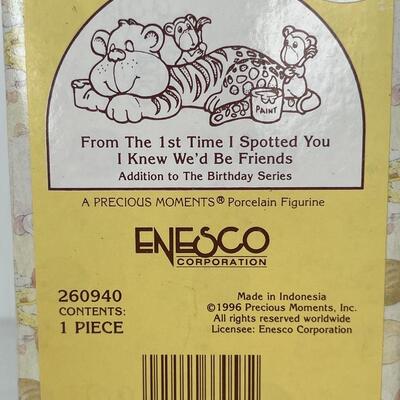 PAINT
From The 1st Time I Spotted You
I Knew We'd Be Friends
Addition to The Birthday Series
A PRECIOUS MOMENTS® Porcelain Figurine
ENESCO
CORPORATION
260940
CONTENTS:
1 PIECE
Made in Indonesia
©1996 Precious Moments, Inc.
All rights reserved worldwide
Licensee: Enesco Corporation